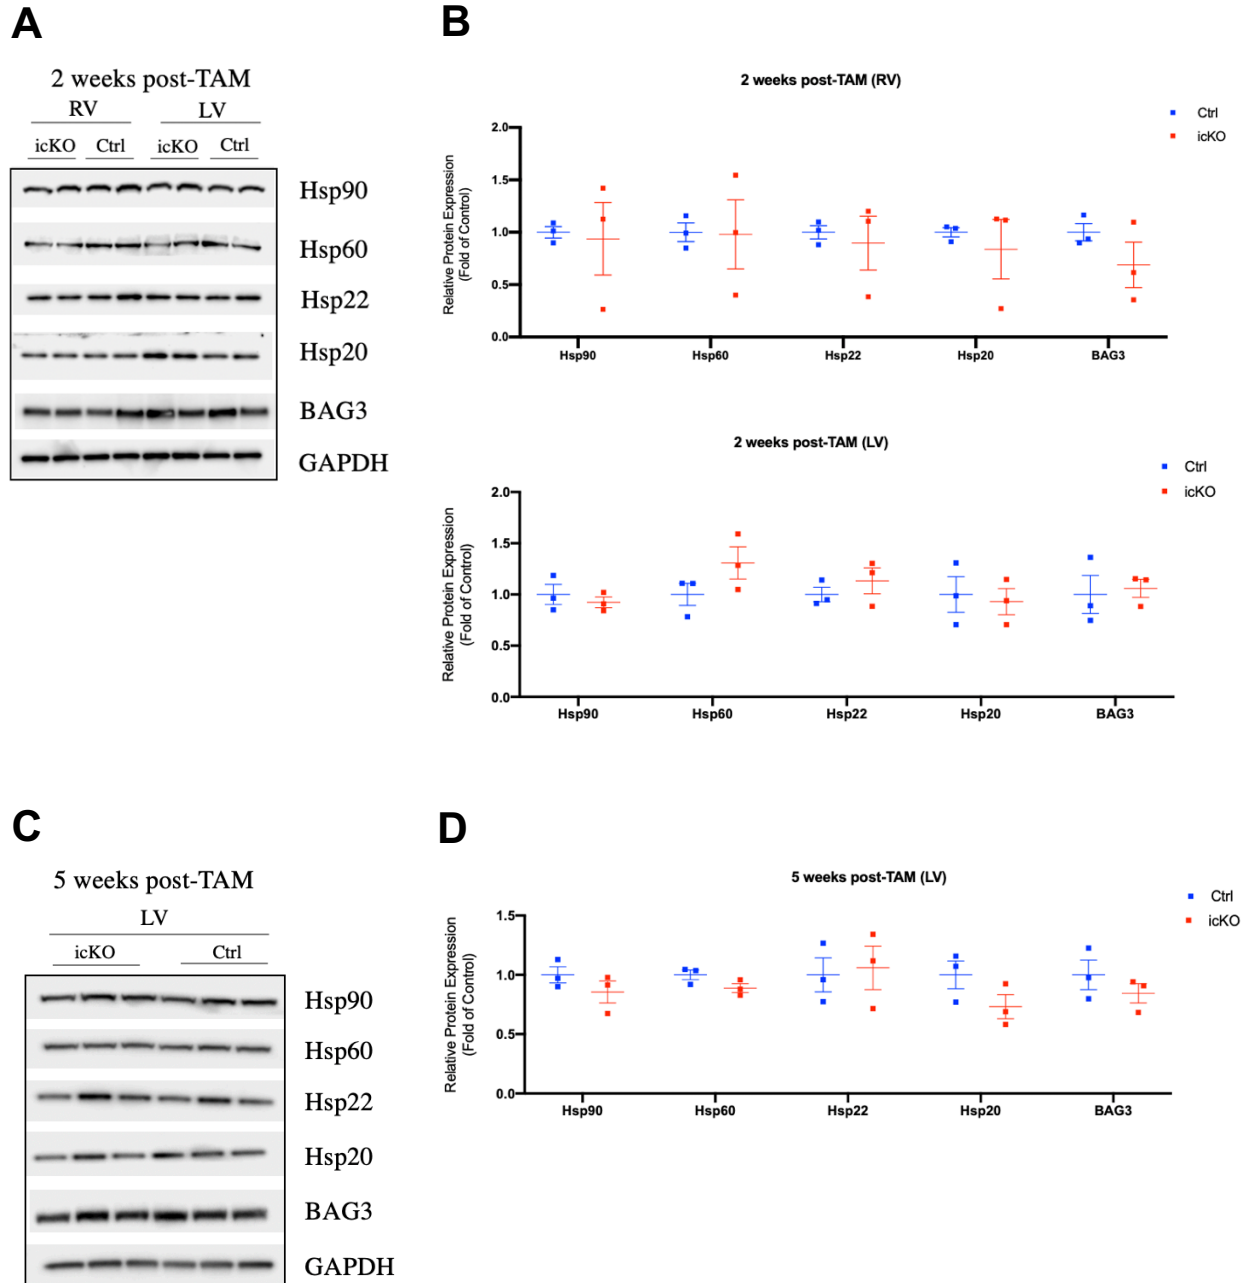 A
2 weeks post-TAM
RV LV
icKO Ctrl icKO Ctrl
Hsp90
Hsp60
Hsp22
Hsp20
BAG3
GAPDH
B
2 weeks post-TAM (RV)
Ctrl
icKO
Relative Protein Expression
(Fold of Control)
2.0
1.5
1.0
0.5
0.0
Hsp90 Hsp60 Hsp22 Hsp20 BAG3
2 weeks post-TAM (LV)
Ctrl
icKO
Relative Protein Expression
(Fold of Control)
2.0
1.5
1.0
0.5
0.0
Hsp90 Hsp60 Hsp22 Hsp20 BAG3
C
5 weeks post-TAM
LV
icKO Ctrl
Hsp90
Hsp60
Hsp22
Hsp20
BAG3
GAPDH
D
5 weeks post-TAM (LV)
Ctrl
icKO
Relative Protein Expression
(Fold of Control)
1.5
1.0
0.5
0.0
Hsp90 Hsp60 Hsp22 Hsp20 BAG3